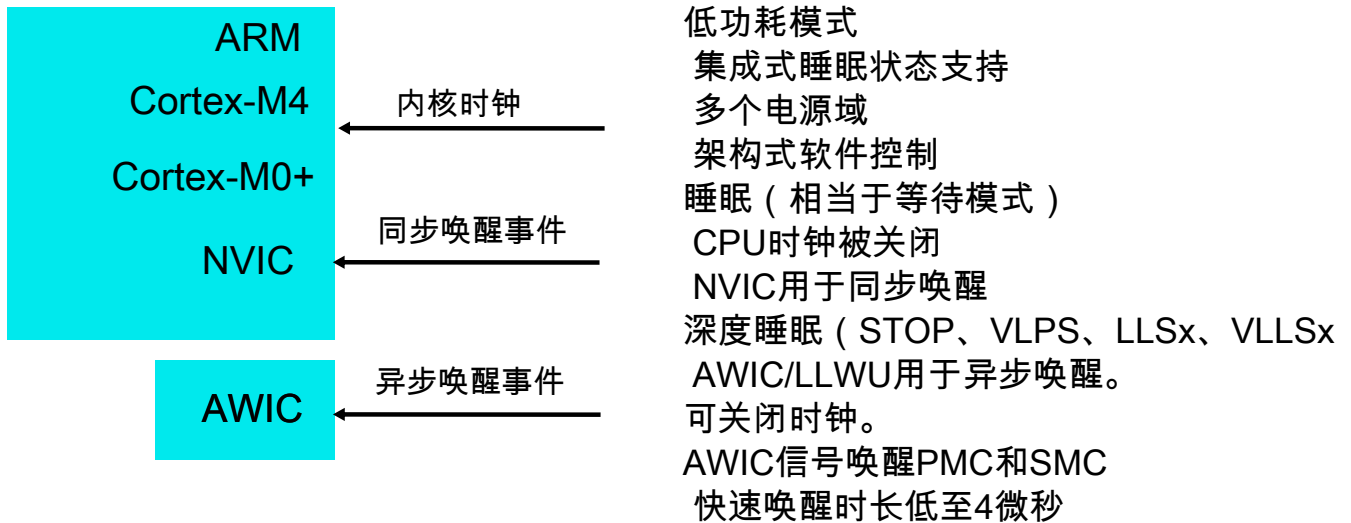 ARM
Cortex-M4
Cortex-M0+
NVIC
AWIC
内核时钟
同步唤醒事件
异步唤醒事件
低功耗模式
集成式睡眠状态支持
多个电源域
架构式软件控制
睡眠（相当于等待模式）
CPU时钟被关闭
NVIC用于同步唤醒
深度睡眠（STOP、VLPS、LLSx、VLLSx
AWIC/LLWU用于异步唤醒。
可关闭时钟。
AWIC信号唤醒PMC和SMC
快速唤醒时长低至4微秒